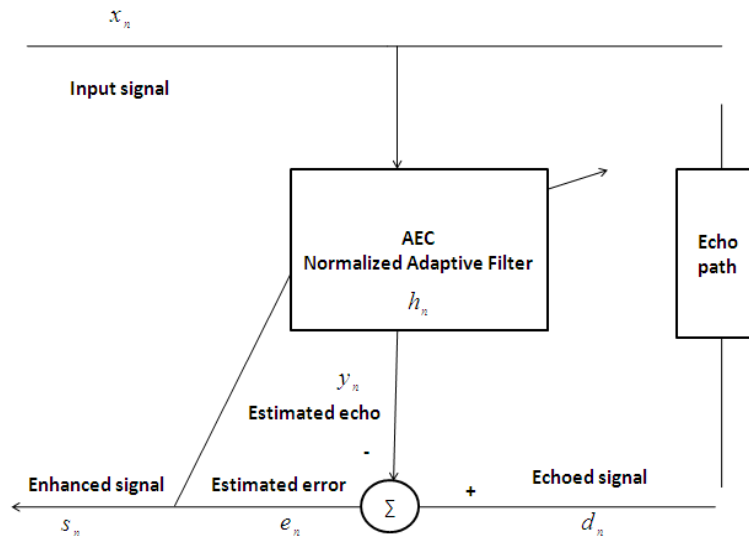 x_n
Input signal
AEC
Normalized Adaptive Filter
h_n
Echo
path
y_n
Estimated echo
-
Enhanced signal
Estimated error
Σ
+
Echoed signal
s_n
e_n
d_n